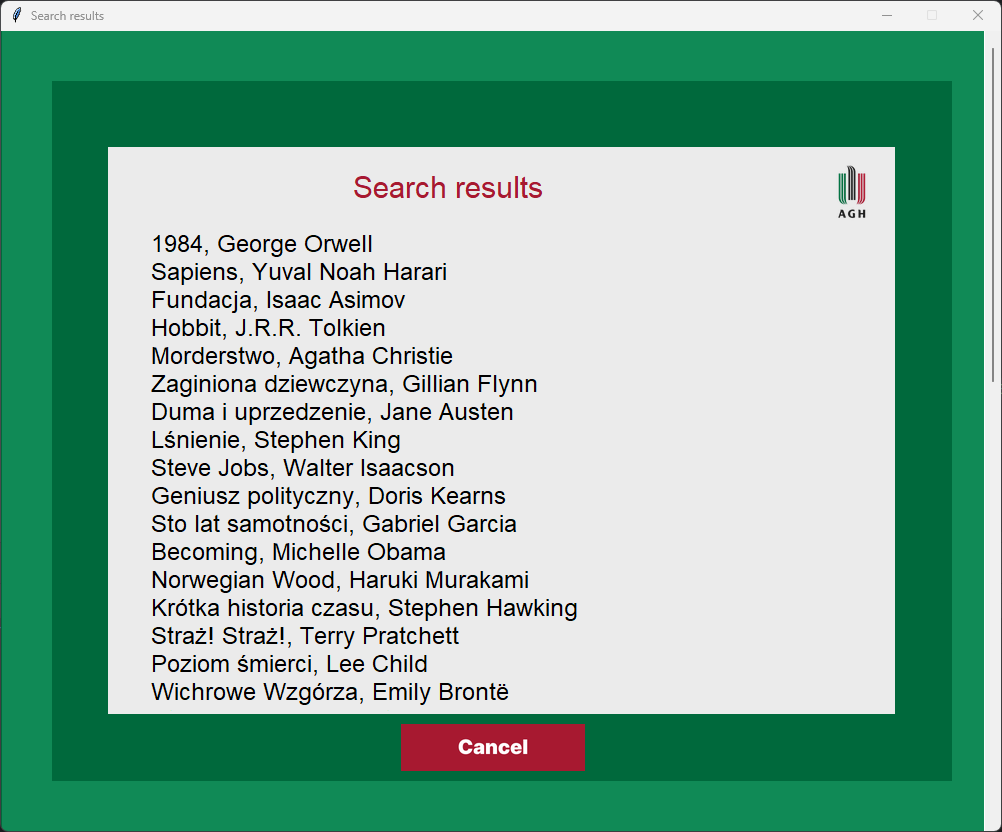 Search results
Search results
AGH
1984, George Orwell
Sapiens, Yuval Noah Harari
Fundacja, Isaac Asimov
Hobbit, J.R.R. Tolkien
Morderstwo, Agatha Christie
Zaginiona dziewczyna, Gillian Flynn
Duma i uprzedzenie, Jane Austen
Lśnienie, Stephen King
Steve Jobs, Walter Isaacson
Geniusz polityczny, Doris Kearns
Sto lat samotności, Gabriel Garcia
Becoming, Michelle Obama
Norwegian Wood, Haruki Murakami
Krótka historia czasu, Stephen Hawking
Straż! Straż!, Terry Pratchett
Poziom śmierci, Lee Child
Wichrowe Wzgórza, Emily Brontë
Cancel